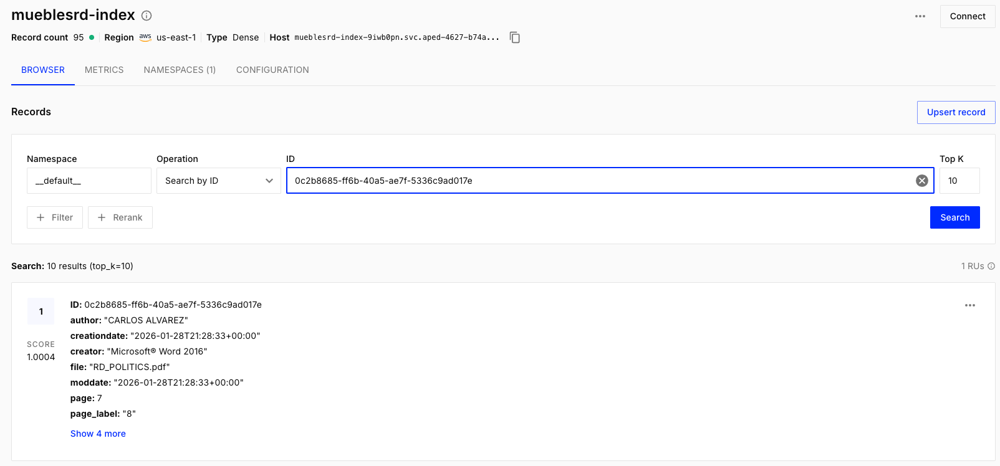 mueblesrd-index
Connect
Record count 95 Region aws us-east-1 Type Dense Host mueblesrd-index-9iwb0pn.svc.aped-4627-b74a...
BROWSER METRICS NAMESPACES (1) CONFIGURATION
Records
Upsert record
Namespace Operation ID Top K
__default__ Search by ID 0c2b8685-ff6b-40a5-ae7f-5336c9ad017e 10
+ Filter + Rerank Search
Search: 10 results (top_k=10) 1 RUs
1
SCORE
1.0004
ID: 0c2b8685-ff6b-40a5-ae7f-5336c9ad017e
author: "CARLOS ALVAREZ"
creationdate: "2026-01-28T21:28:33+00:00"
creator: "Microsoft® Word 2016"
file: "RD_POLITICS.pdf"
moddate: "2026-01-28T21:28:33+00:00"
page: 7
page_label: "8"
Show 4 more